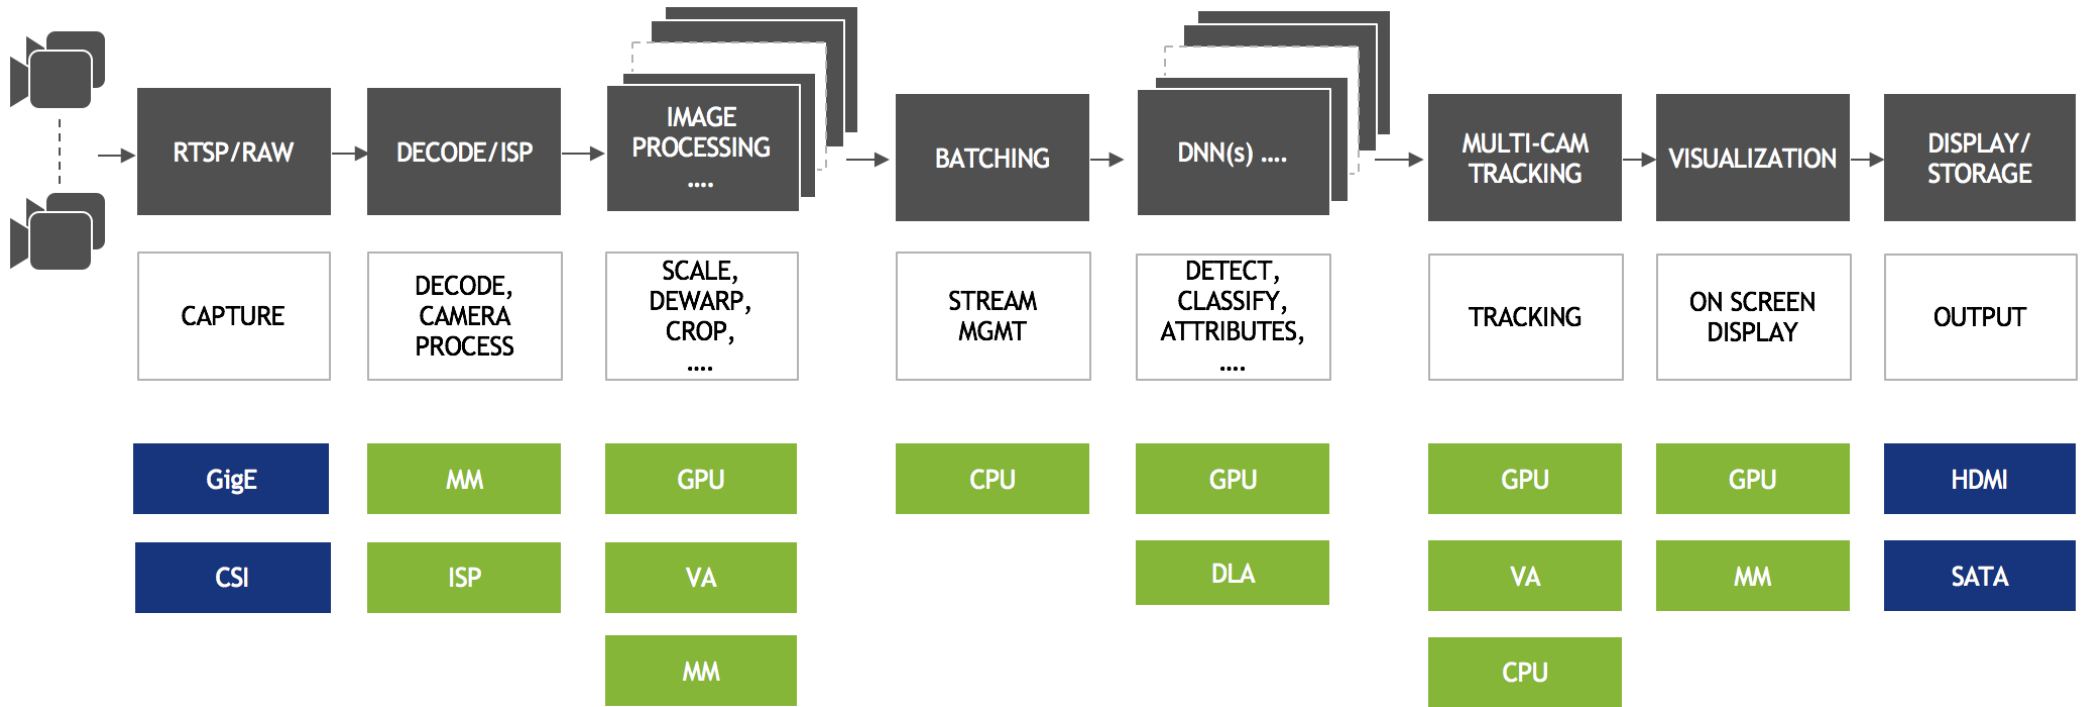 RTSP/RAW
DECODE/ISP
IMAGE
PROCESSING
....
BATCHING
DNN(s) ....
MULTI-CAM
TRACKING
VISUALIZATION
DISPLAY/
STORAGE
CAPTURE
DECODE,
CAMERA
PROCESS
SCALE,
DEWARP,
CROP,
....
STREAM
MGMT
DETECT,
CLASSIFY,
ATTRIBUTES,
....
TRACKING
ON SCREEN
DISPLAY
OUTPUT
GigE
MM
GPU
CPU
GPU
GPU
GPU
HDMI
CSI
ISP
VA
DLA
VA
MM
SATA
MM
CPU